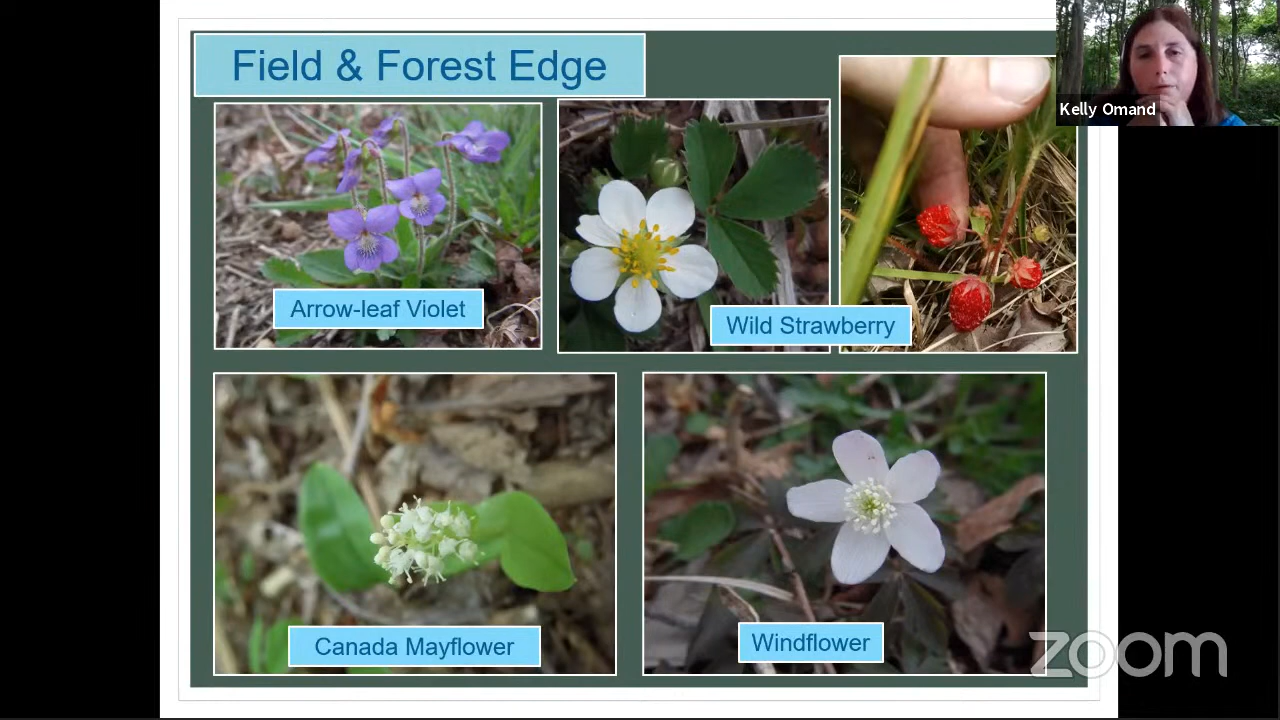 Field & Forest Edge
Kelly Omand
Arrow-leaf Violet
Wild Strawberry
Canada Mayflower
Windflower
zoom